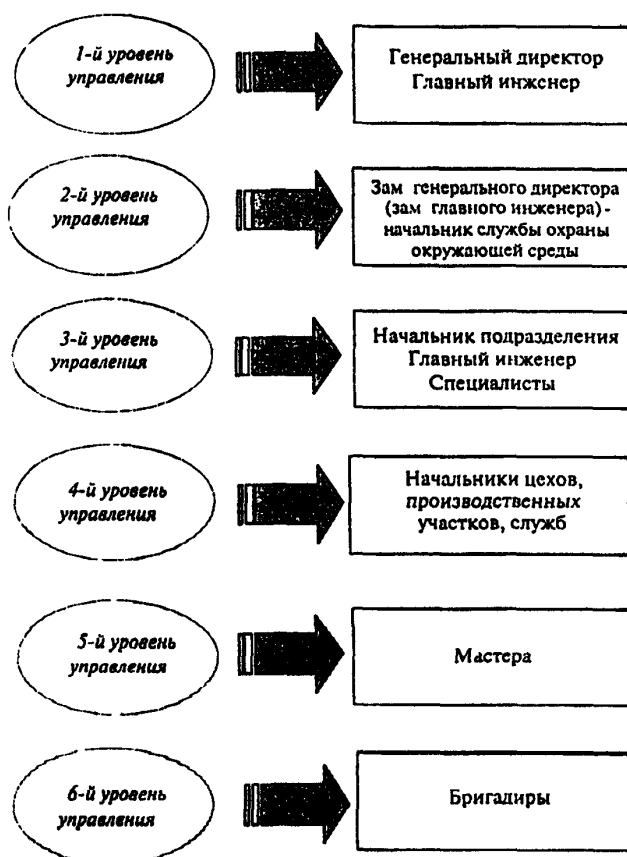 1-й уровень
управления
Генеральный директор
Главный инженер
2-й уровень
управления
Зам генерального директора
(зам главного инженера) -
начальник службы охраны
окружающей среды
3-й уровень
управления
Начальник подразделения
Главный инженер
Специалисты
4-й уровень
управления
Начальники цехов,
производственных
участков, служб
5-й уровень
управления
Мастера
6-й уровень
управления
Бригадиры